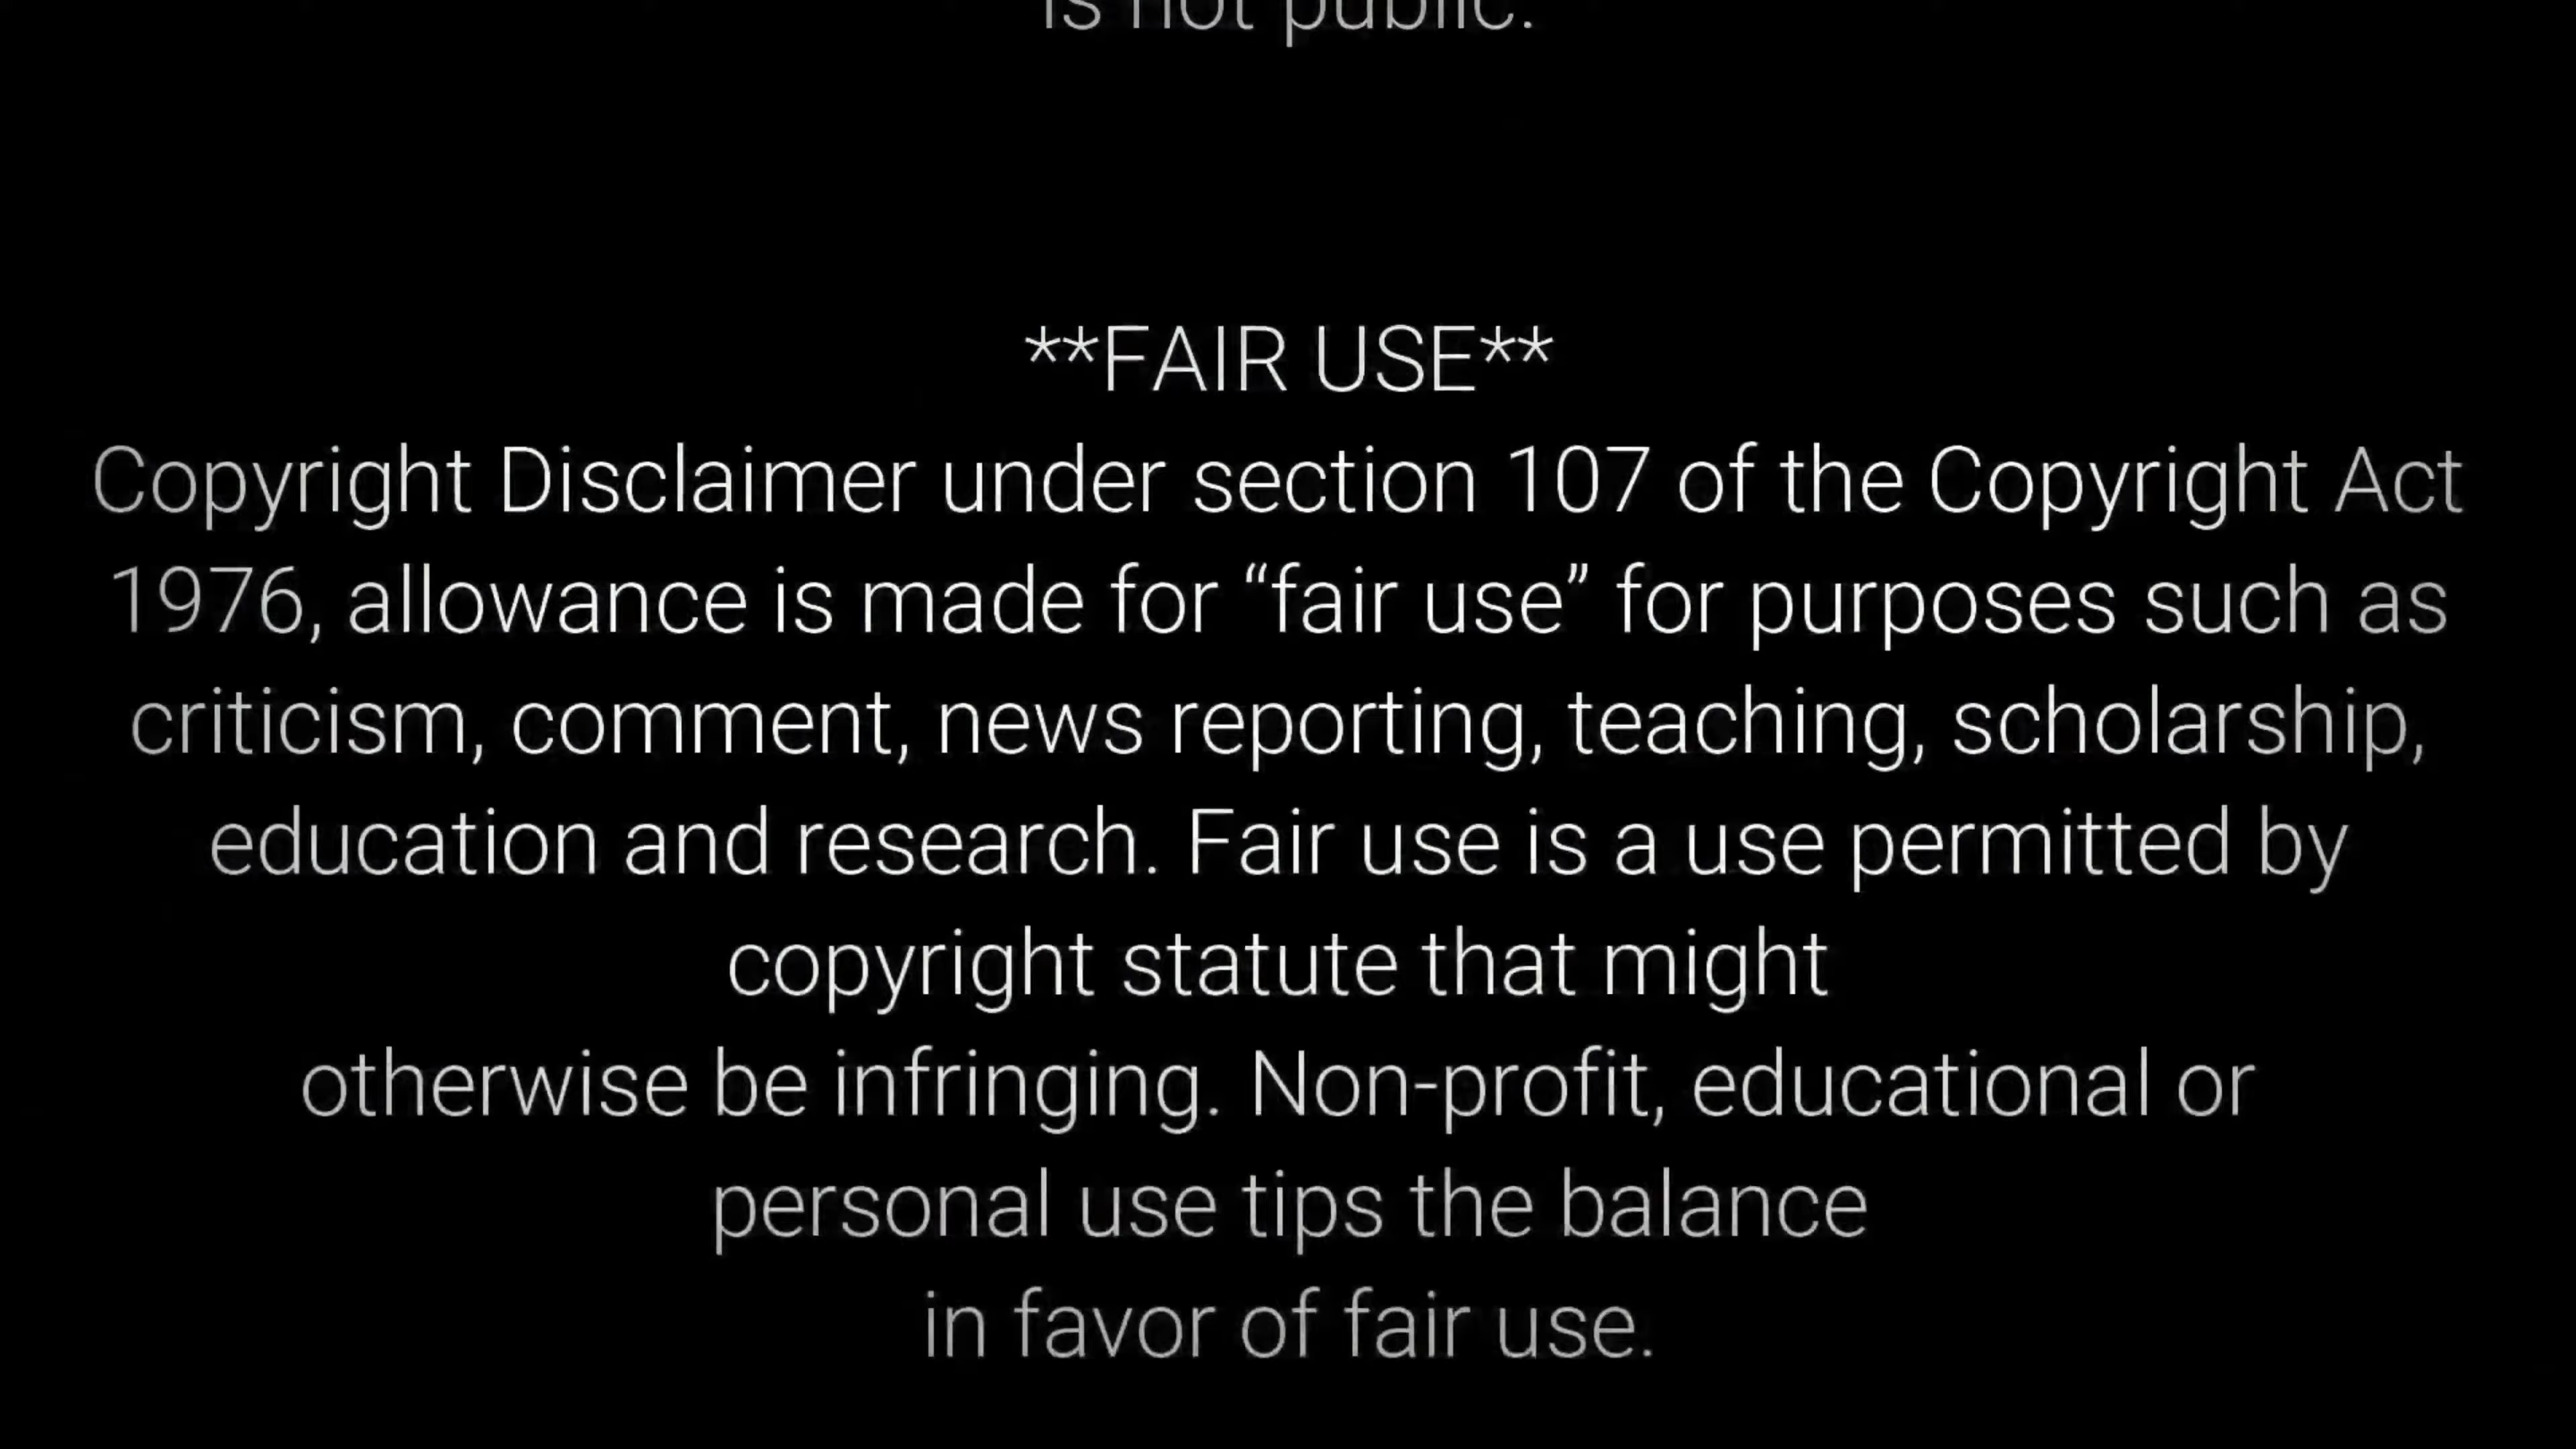 is not public.
**FAIR USE**
Copyright Disclaimer under section 107 of the Copyright Act
1976, allowance is made for “fair use” for purposes such as
criticism, comment, news reporting, teaching, scholarship,
education and research. Fair use is a use permitted by
copyright statute that might
otherwise be infringing. Non-profit, educational or
personal use tips the balance
in favor of fair use.